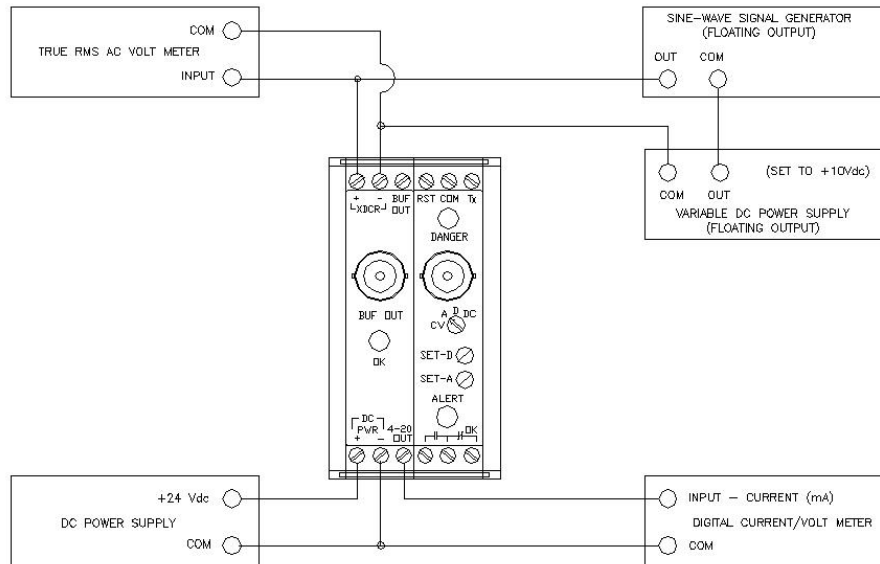 COM
TRUE RMS AC VOLT METER
INPUT
SINE-WAVE SIGNAL GENERATOR
(FLOATING OUTPUT)
OUT COM
(SET TO +10Vdc)
COM OUT
VARIABLE DC POWER SUPPLY
(FLOATING OUTPUT)
+ - BUF RST COM Tx
XDCR OUT
DANGER
BUF OUT
A D DC
CV
OK
SET-D
SET-A
ALERT
DC
PWR 4-20 OK
+ - OUT
+24 Vdc
DC POWER SUPPLY
COM
INPUT - CURRENT (mA)
DIGITAL CURRENT/VOLT METER
COM